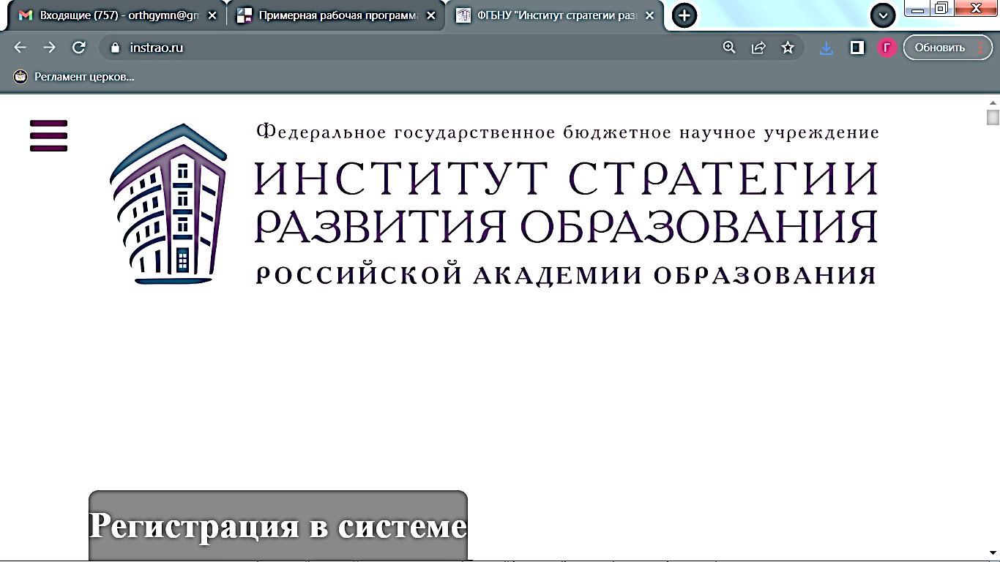 Входящие (757) - orthgymn@gm
Примерная рабочая программа
ФГБНУ "Институт стратегии раз
instrao.ru
Г
Обновить
Регламент церков...
Федеральное государственное бюджетное научное учреждение
ИНСТИТУТ СТРАТЕГИИ
РАЗВИТИЯ ОБРАЗОВАНИЯ
РОССИЙСКОЙ АКАДЕМИИ ОБРАЗОВАНИЯ
Регистрация в системе